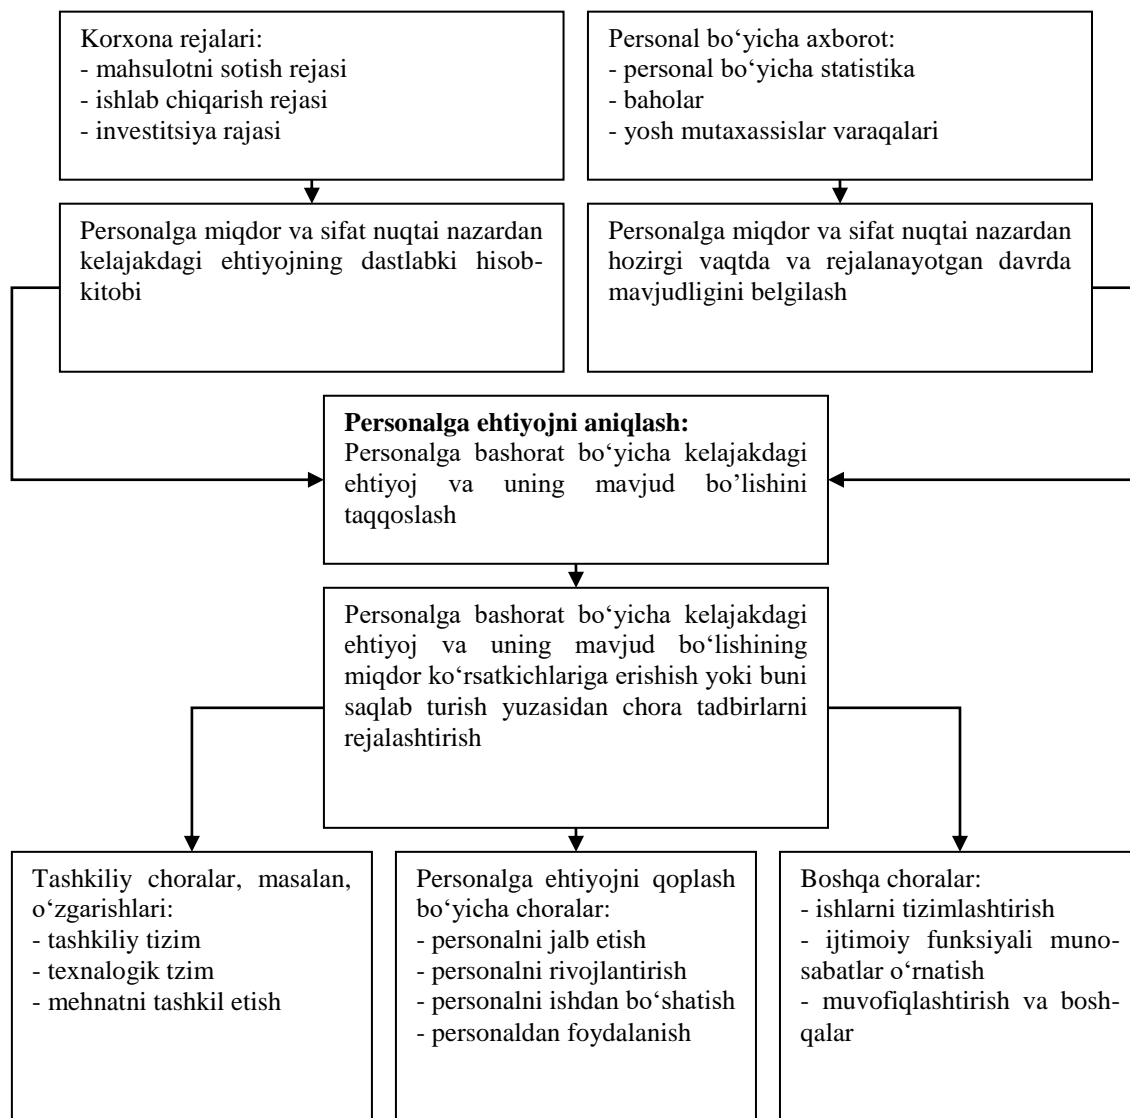 Korxona rejalari:
- mahsulotni sotish rejasi
- ishlab chiqarish rejasi
- investitsiya rajasi
Personal bo‘yicha axborot:
- personal bo‘yicha statistika
- baholar
- yosh mutaxassislar varaqalari
Personalga miqdor va sifat nuqtai nazardan
kelajakdagi ehtiyojning dastlabki hisob-
kitobi
Personalga miqdor va sifat nuqtai nazardan
hozirgi vaqtda va rejalanayotgan davrda
mavjudligini belgilash
Personalga ehtiyojni aniqlash:
Personalga bashorat bo‘yicha kelajakdagi
ehtiyoj va uning mavjud bo’lishini
taqqoslash
Personalga bashorat bo‘yicha kelajakdagi
ehtiyoj va uning mavjud bo‘lishining
miqdor ko‘rsatkichlariga erishish yoki buni
saqlab turish yuzasidan chora tadbirlarni
rejalashtirish
Tashkiliy choralar, masalan,
o‘zgarishlari:
- tashkiliy tizim
- texnalogik tzim
- mehnatni tashkil etish
Personalga ehtiyojni qoplash
bo‘yicha choralar:
- personalni jalb etish
- personalni rivojlantirish
- personalni ishdan bo‘shatish
- personaldan foydalanish
Boshqa choralar:
- ishlarni tizimlashtirish
- ijtimoiy funksiyali muno-
sabatlar o‘rnatish
- muvofiqlashtirish va bosh-
qalar